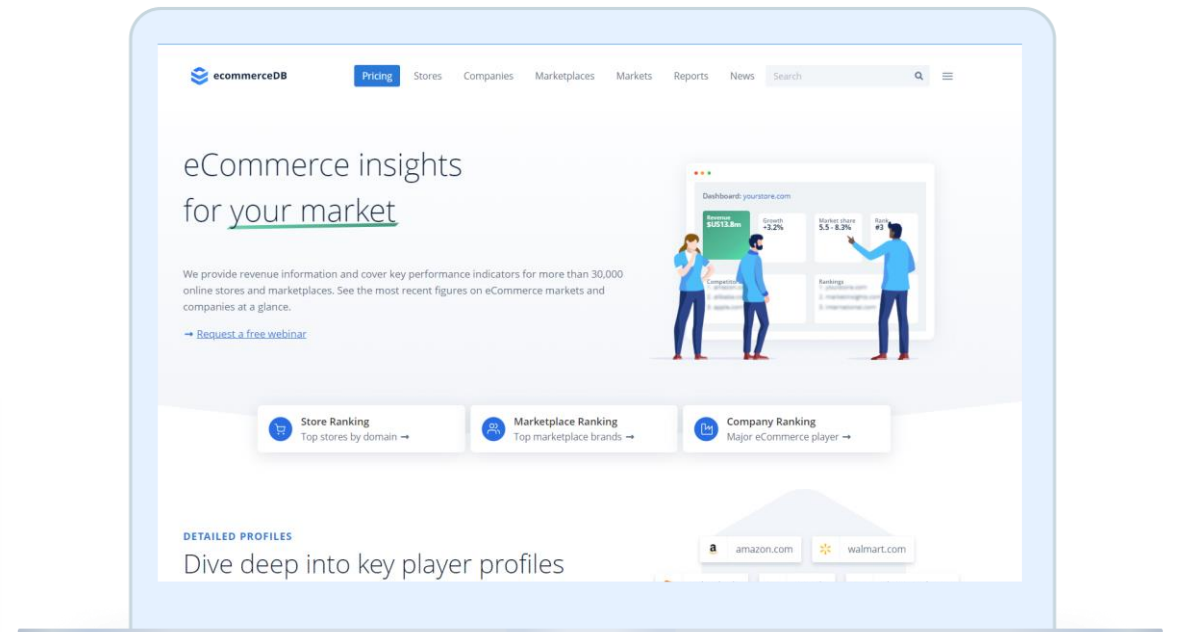 ecommerceDB
Pricing
Stores
Companies
Marketplaces
Markets
Reports
News
Search
eCommerce insights
for your market
We provide revenue information and cover key performance indicators for more than 30,000
online stores and marketplaces. See the most recent figures on eCommerce markets and
companies at a glance.
→ Request a free webinar
Dashboard: yourstore.com
Revenue
$US13.8m
Growth
+3.2%
Market share
5.5 - 8.3%
Rank
#3
Rankings
Store Ranking
Top stores by domain →
Marketplace Ranking
Top marketplace brands →
Company Ranking
Major eCommerce player →
DETAILED PROFILES
Dive deep into key player profiles
amazon.com
walmart.com